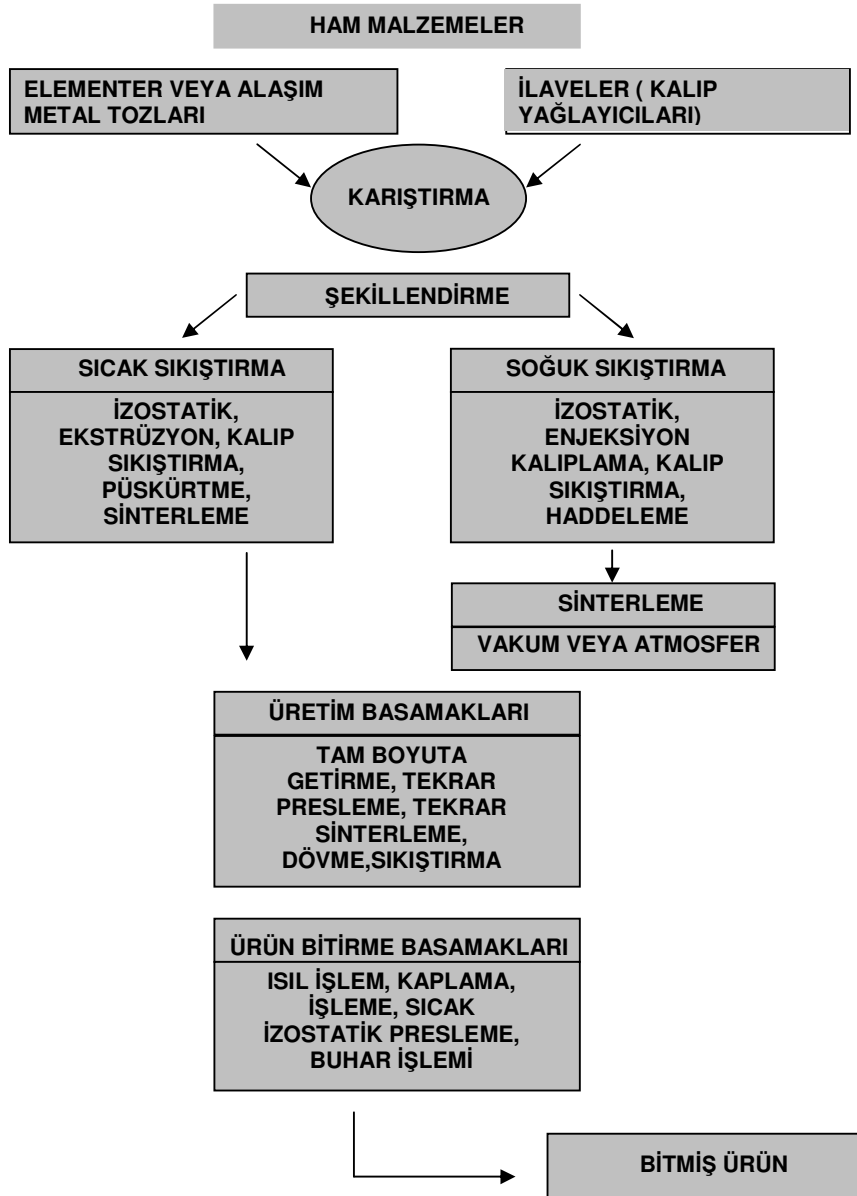 HAM MALZEMELER
ELEMENTER VEYA ALAŞIM
METAL TOZLARI
İLAVELER ( KALIP
YAĞLAYICILARI)
KARIŞTIRMA
ŞEKİLLENDİRME
SICAK SIKIŞTIRMA
İZOSTATİK,
EKSTRÜZYON, KALIP
SIKIŞTIRMA,
PÜSKÜRTME,
SİNTERLEME
SOĞUK SIKIŞTIRMA
İZOSTATİK,
ENJEKSİYON
KALIPLAMA, KALIP
SIKIŞTIRMA,
HADDELEME
SİNTERLEME
VAKUM VEYA ATMOSFER
ÜRETİM BASAMAKLARI
TAM BOYUTA
GETİRME, TEKRAR
PRESLEME, TEKRAR
SİNTERLEME,
DÖVME,SIKIŞTIRMA
ÜRÜN BİTİRME BASAMAKLARI
ISIL İŞLEM, KAPLAMA,
İŞLEME, SICAK
İZOSTATİK PRESLEME,
BUHAR İŞLEMİ
BİTMİŞ ÜRÜN